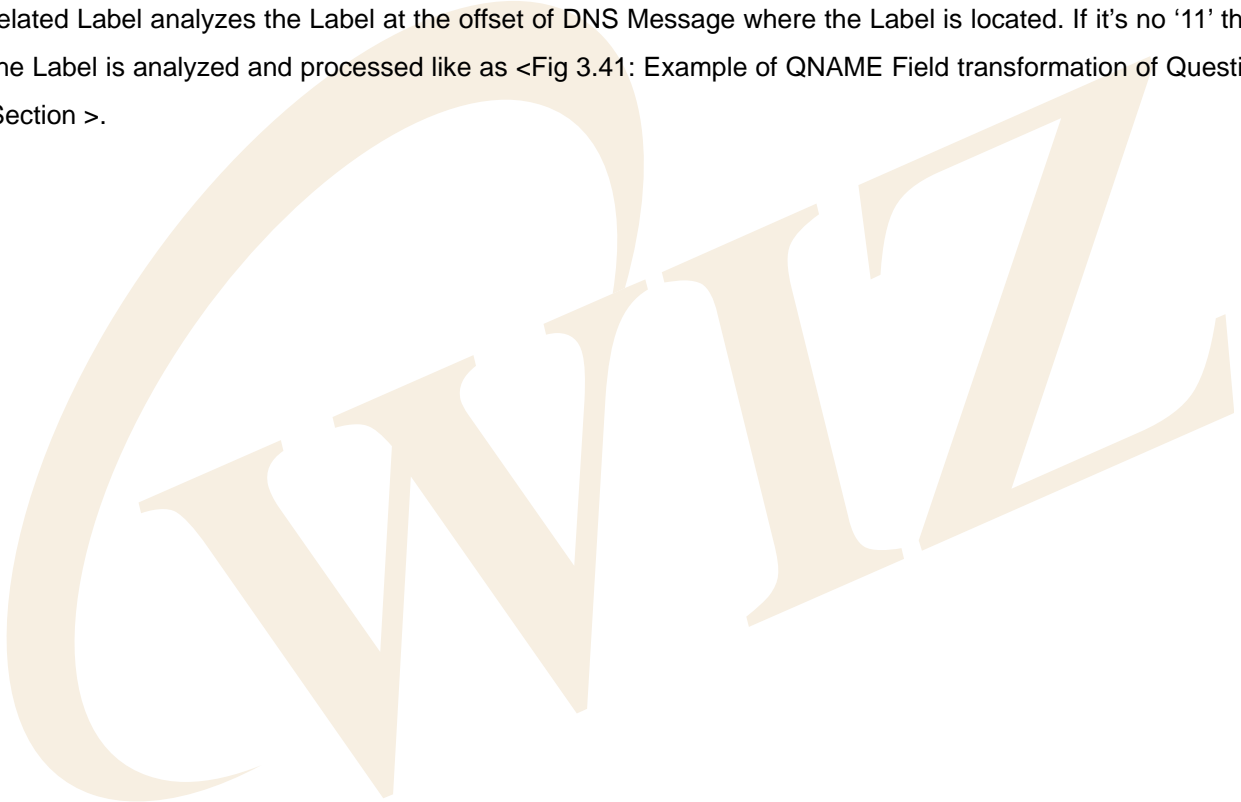 elated Label analyzes the Label at the offset of DNS Message where the Label is located. If it's no '11' th
he Label is analyzed and processed like as <Fig 3.41: Example of QNAME Field transformation of Questi
Section >.
WIZ